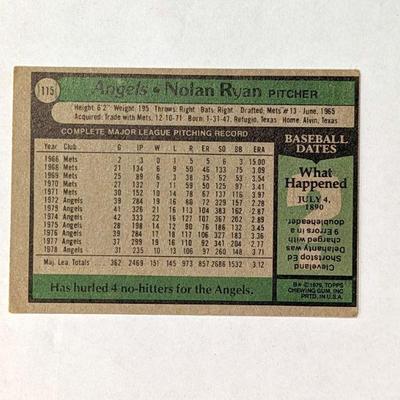 115
Angels • Nolan Ryan PITCHER
Height: 6'2" Weight: 195 Throws: Right Bats: Right Drafted: Mets #13 - June, 1965
Acquired: Trade with Mets, 12-10-71 Born: 1-31-47, Refugio, Texas Home: Alvin, Texas
COMPLETE MAJOR LEAGUE PITCHING RECORD
Year Club G IP W L R ER SO BB ERA
1966 Mets 2 3 0 1 5 5 6 3 15.00
1968 Mets 21 134 6 9 50 46 133 75 3.09
1969 Mets 25 89 6 3 38 35 92 53 3.54
1970 Mets 27 132 7 11 59 50 125 97 3.41
1971 Mets 30 152 10 14 78 67 137 116 3.97
1972 Angels 39 284 19 16 80 72 329 157 2.28
1973 Angels 41 326 21 16 113 104 383 162 2.87
1974 Angels 42 333 22 16 127 107 367 202 2.89
1975 Angels 28 198 14 12 90 76 186 132 3.45
1976 Angels 39 284 17 18 117 106 327 183 3.36
1977 Angels 37 299 19 16 110 92 341 204 2.77
1978 Angels 31 235 10 13 106 97 260 148 3.71
Maj. Lea. Totals 362 2469 151 145 973 857 2686 1532 3.12
Has hurled 4 no-hitters for the Angels.
BASEBALL
DATES
What
Happened
JULY 4,
1890
Cleveland
Shortstop Ed
Delahanty was
charged with
9 Errors in a
doubleheader
© 1979, TOPPS
CHEWING GUM, INC
PRTD. IN U.S.A.